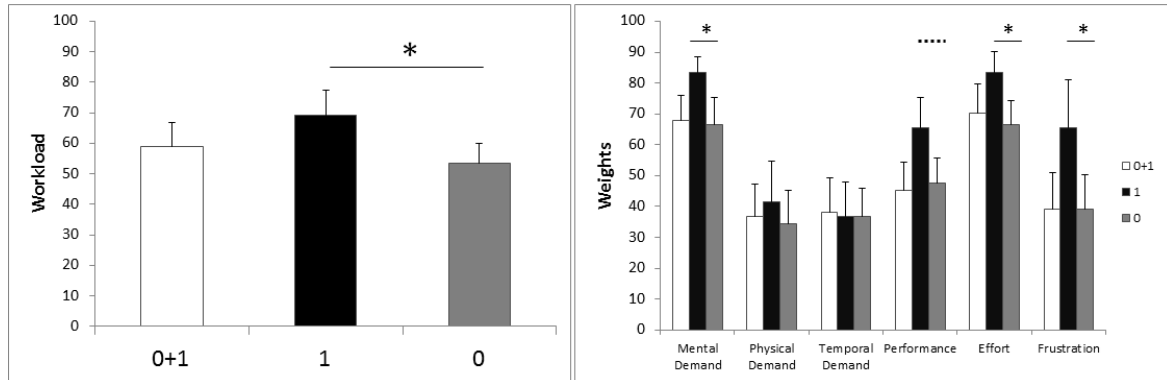 Workload
100
90
80
70
60
50
40
30
20
10
0
*
0+1
1
0
Weights
100
90
80
70
60
50
40
30
20
10
0
*
*
*
Mental
Demand
Physical
Demand
Temporal
Demand
Performance
Effort
Frustration
0+1
1
0